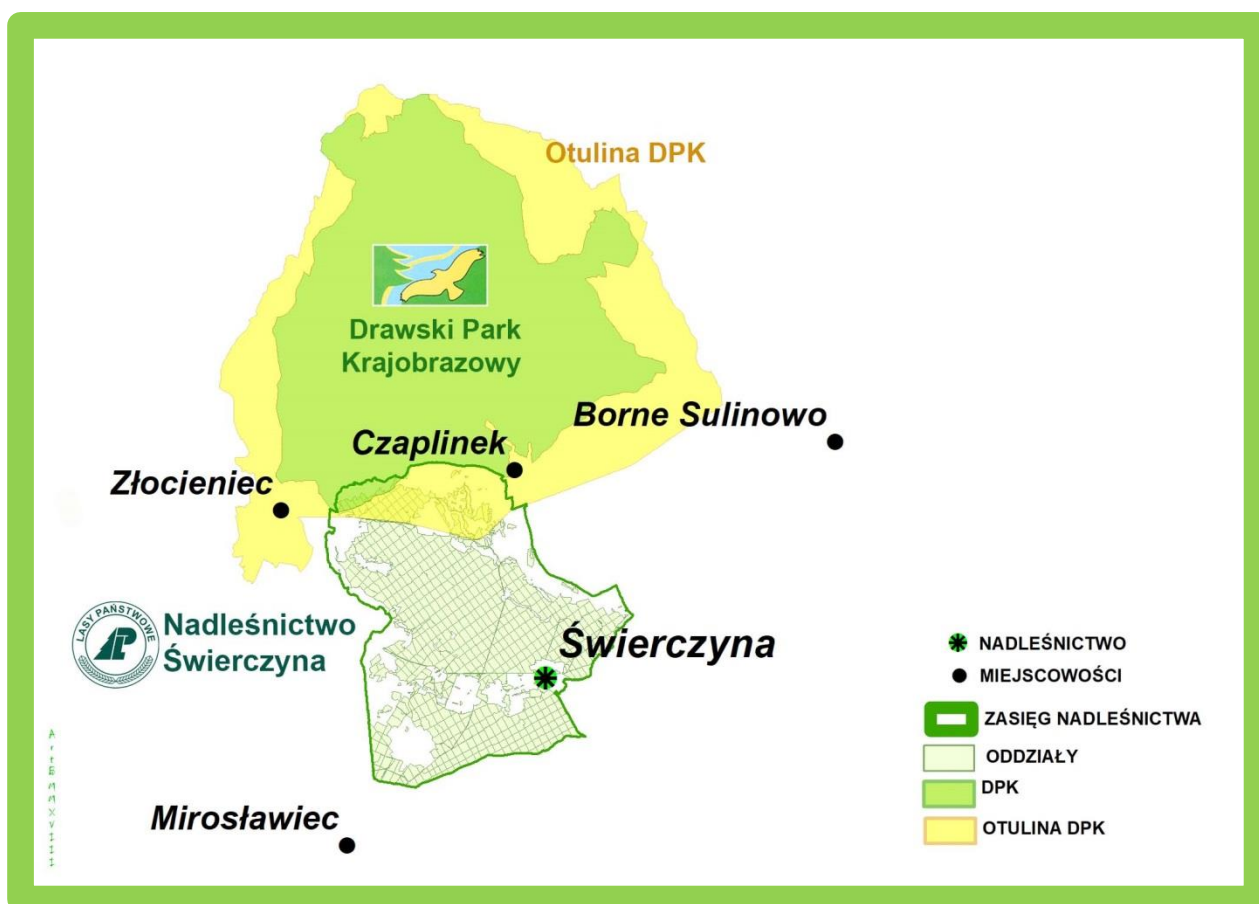 Otulina DPK
Drawski Park
Krajobrazowy
Borne Sulinowo
Czaplinek
Złocieniec
LASY PAŃSTWOWE
Nadleśnictwo
Świerczyna
Świerczyna
Mirosławiec
NADLEŚNICTWO
MIEJSCOWOŚCI
ZASIĘG NADLEŚNICTWA
ODDZIAŁY
DPK
OTULINA DPK